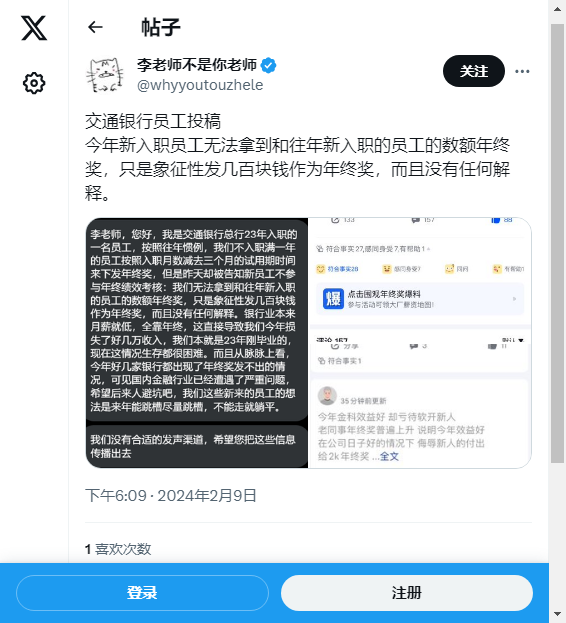 帖子
李老师不是你老师
@whyyoutouzhele
关注
交通银行员工投稿
今年新入职员工无法拿到和往年新入职的员工的数额年终
奖，只是象征性发几百块钱作为年终奖，而且没有任何解
释。
李老师，您好，我是交通银行总行23年入职的
一名员工，按照往年惯例，我们不入职满一年
的员工按照入职月数减去三个月的试用期时间
来下发年终奖，但是昨天却被告知新员工不参
与年终绩效考核：我们无法拿到和往年新入职
的员工的数额年终奖，只是象征性发几百块钱
作为年终奖，而且没有任何解释。银行业本来
月薪就低，全靠年终，这直接导致我们今年损
失了好几万收入，我们本就是23年刚毕业的，
现在这情况生存都很困难。而且从脉脉上看，
今年好几家银行都出现了年终奖发不出的情
况，可见国内金融行业已经遭遇了严重问题，
希望后来人避坑吧，我们这些新来的员工的想
法是来年能跳槽尽量跳槽，不能走就躺平。
我们没有合适的发声渠道，希望您把这些信息
传播出去
133
157
88
符合事实27,感同身受7,有帮助1
符合事实28
感同身受7
同问
有帮助1
爆
点击围观年终奖爆料
参与活动可领大厂薪资地图!
评论 157
默认
分享
3
11
符合事实1
35分钟前更新
今年金科效益好 却亏待软开新人
老同事年终奖普遍上升 说明今年效益好
在公司日子好的情况下 侮辱新人的付出
给2k年终奖 ...全文
下午6:09 · 2024年2月9日
1 喜欢次数
登录
注册